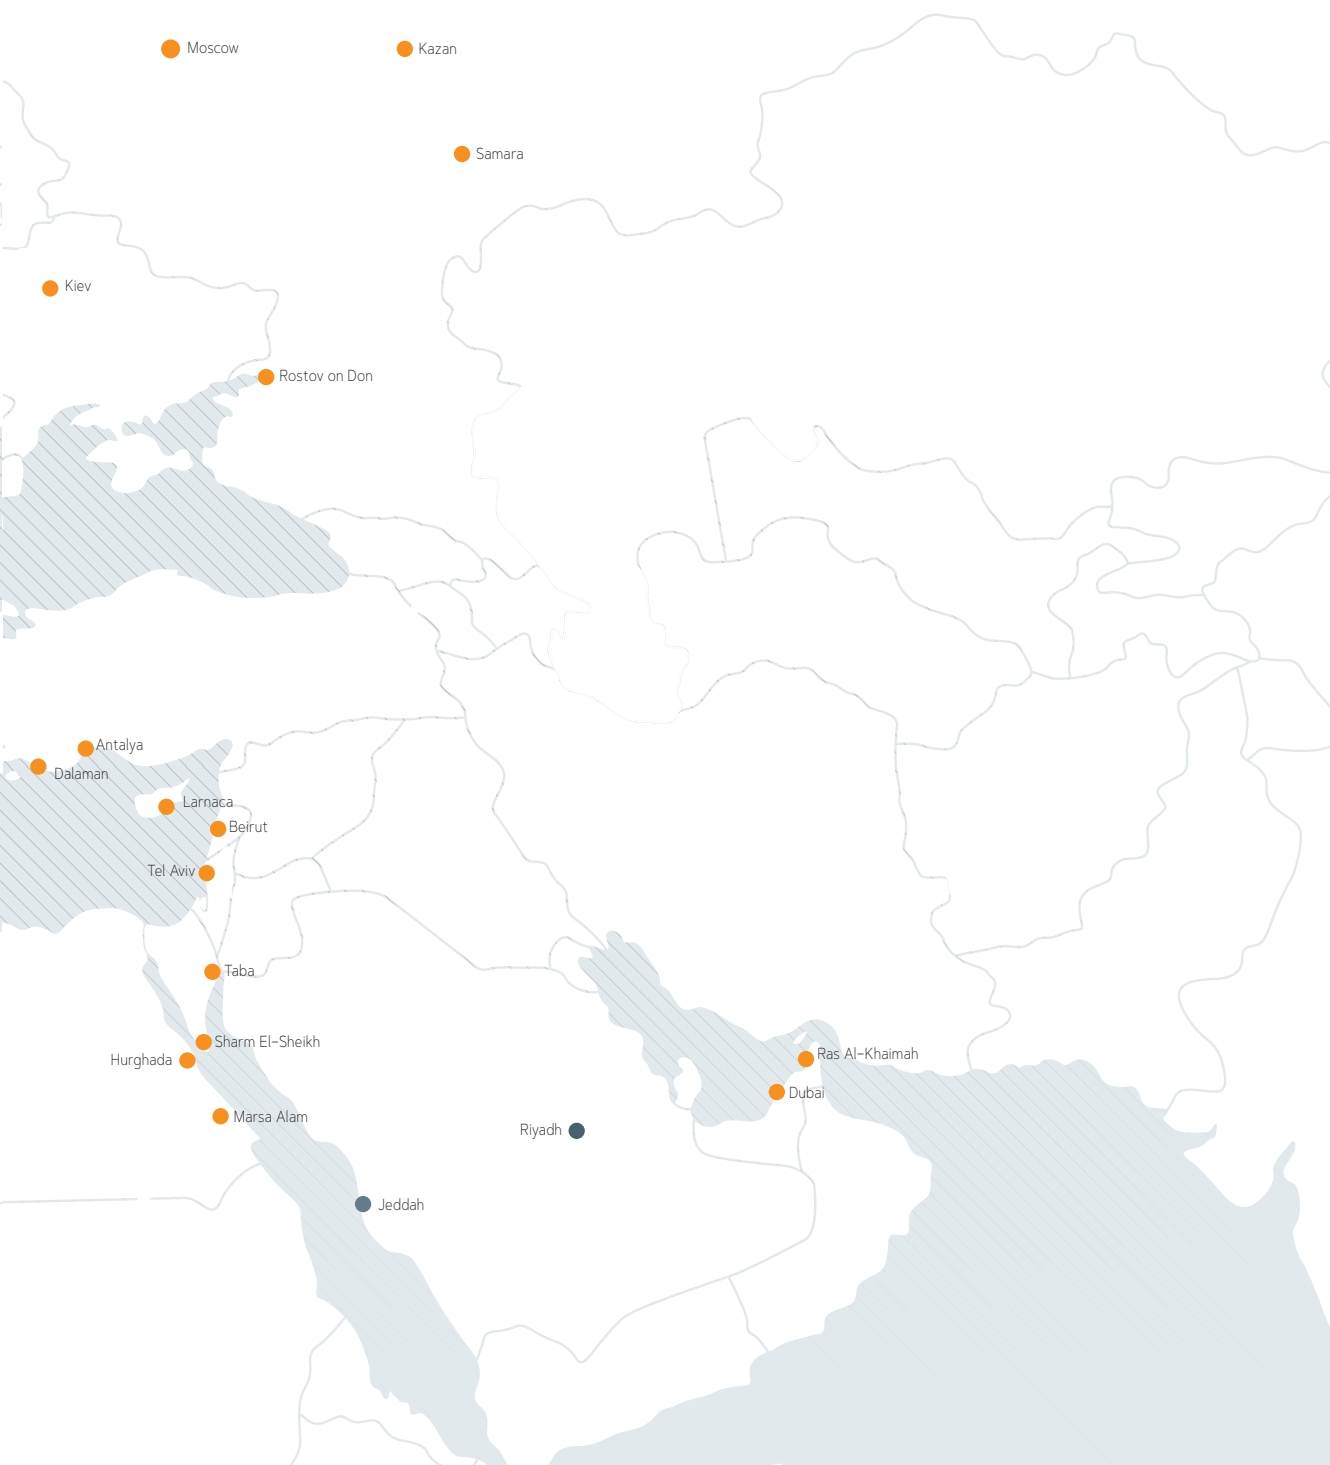 Moscow
Kazan
Samara
Kiev
Rostov on Don
Antalya
Dalaman
Larnaca
Beirut
Tel Aviv
Taba
Sharm El-Sheikh
Hurghada
Ras Al-Khaimah
Dubai
Marsa Alam
Riyadh
Jeddah